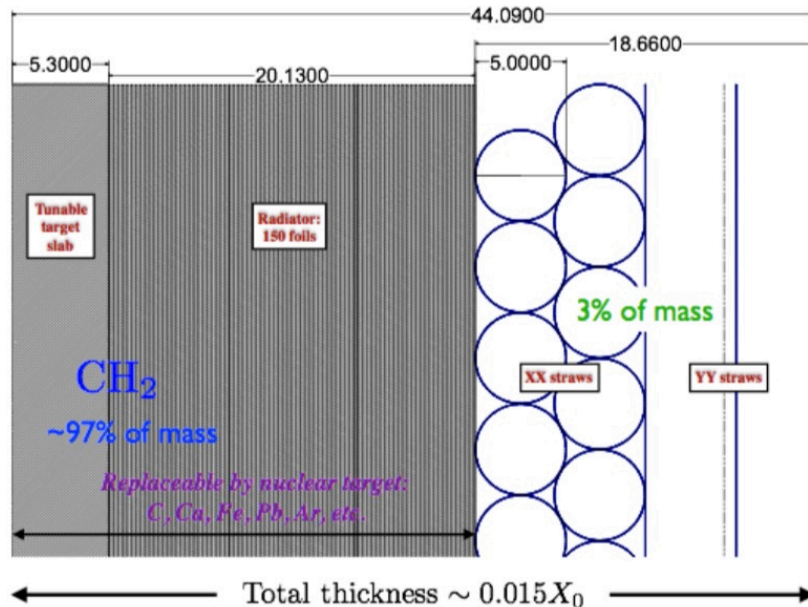 44.0900
18.6600
5.3000
20.1300
5.0000
Tunable
target
slab
Radiator:
150 foils
3% of mass
CH₂
~97% of mass
XX straws
YY straws
Replaceable by nuclear target:
C, Ca, Fe, Pb, Ar, etc.
Total thickness ~ 0.015X₀